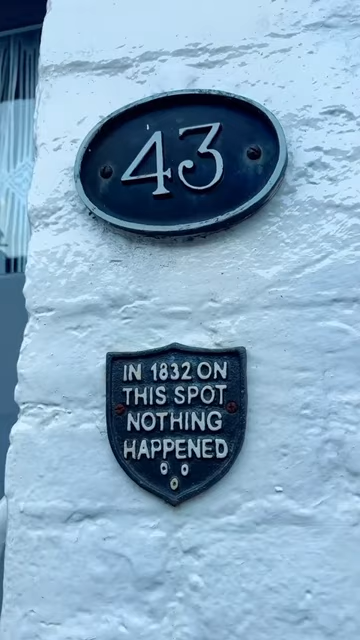 43
IN 1832 ON
THIS SPOT
NOTHING
HAPPENED